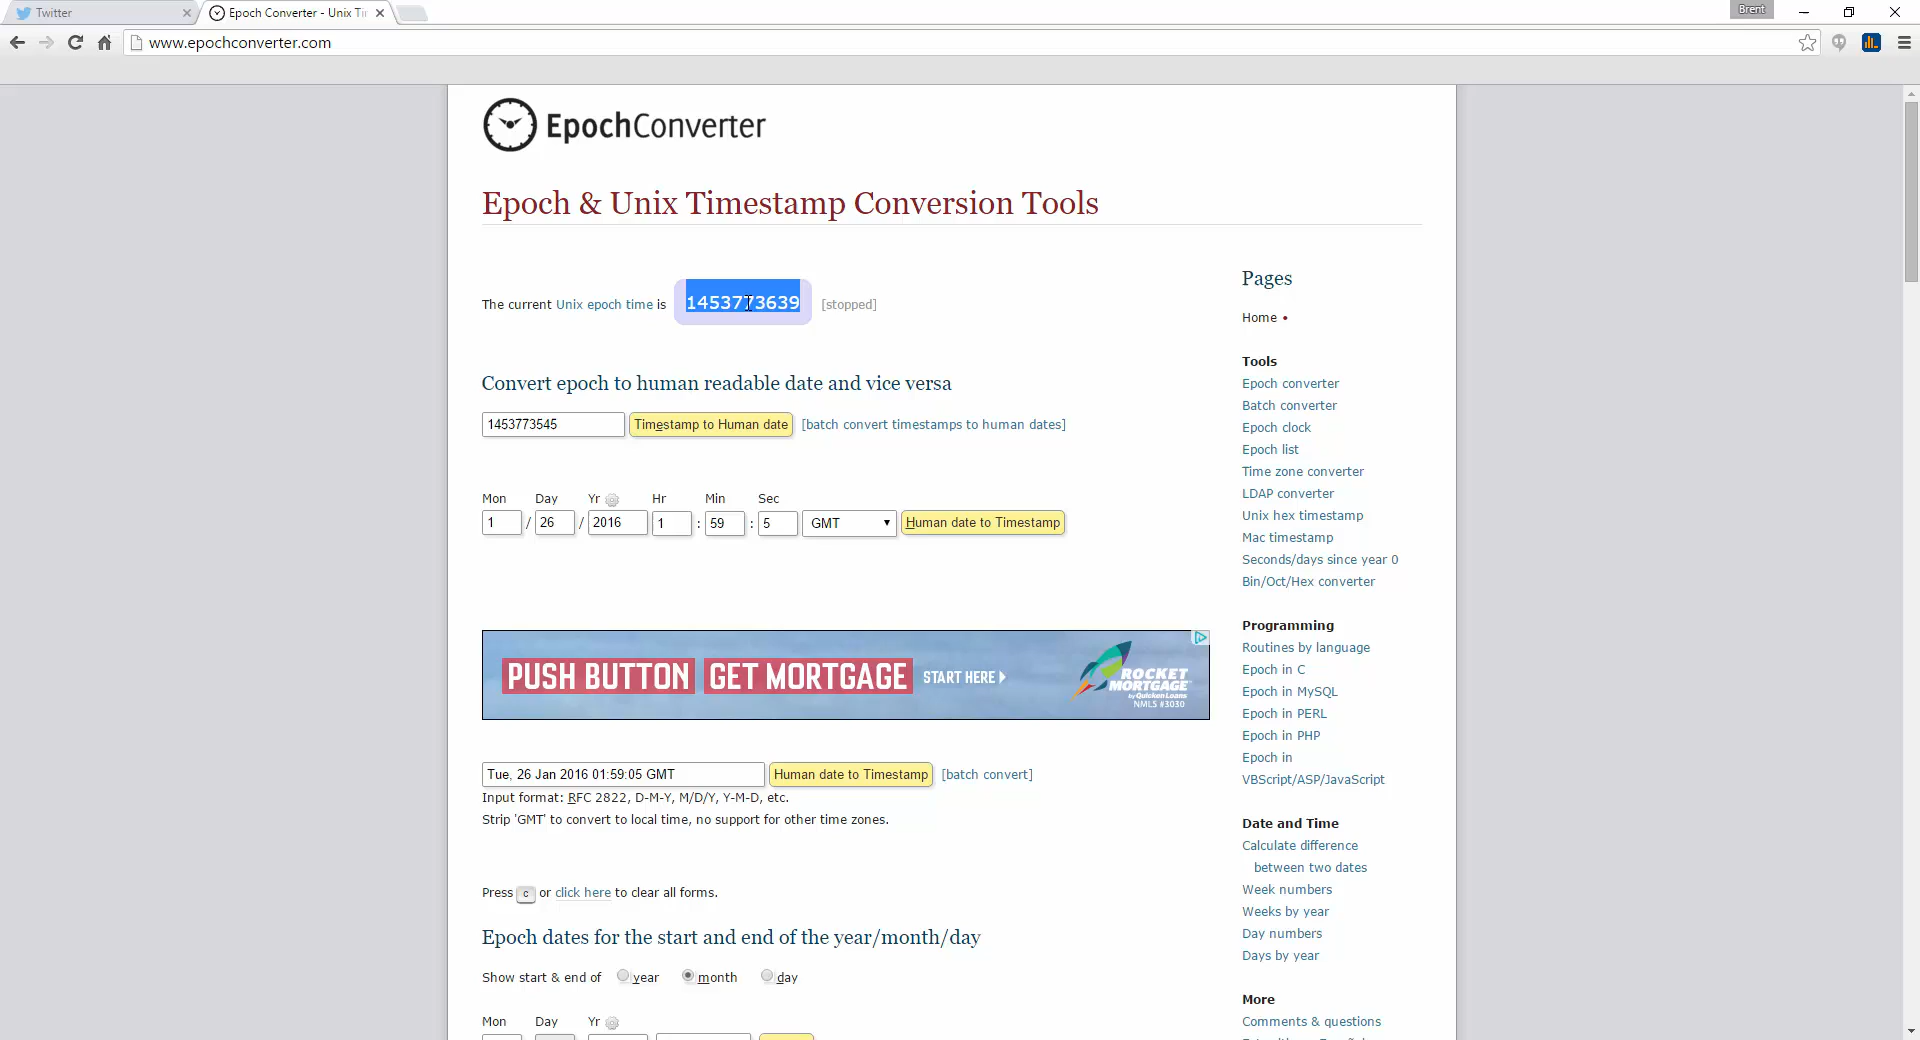 Twitter
Epoch Converter - Unix Ti
Brent
www.epochconverter.com
EpochConverter
Epoch & Unix Timestamp Conversion Tools
The current Unix epoch time is 1453773639 [stopped]
Convert epoch to human readable date and vice versa
1453773545 Timestamp to Human date [batch convert timestamps to human dates]
Mon Day Yr Hr Min Sec
1 / 26 / 2016 1 : 59 : 5 GMT Human date to Timestamp
PUSH BUTTON GET MORTGAGE START HERE
ROCKET
MORTGAGE
by Quicken Loans
NMLS #3030
Tue, 26 Jan 2016 01:59:05 GMT Human date to Timestamp [batch convert]
Input format: RFC 2822, D-M-Y, M/D/Y, Y-M-D, etc.
Strip 'GMT' to convert to local time, no support for other time zones.
Press c or click here to clear all forms.
Epoch dates for the start and end of the year/month/day
Show start & end of year month day
Mon Day Yr
Pages
Home •
Tools
Epoch converter
Batch converter
Epoch clock
Epoch list
Time zone converter
LDAP converter
Unix hex timestamp
Mac timestamp
Seconds/days since year 0
Bin/Oct/Hex converter
Programming
Routines by language
Epoch in C
Epoch in MySQL
Epoch in PERL
Epoch in PHP
Epoch in
VBScript/ASP/JavaScript
Date and Time
Calculate difference
between two dates
Week numbers
Weeks by year
Day numbers
Days by year
More
Comments & questions